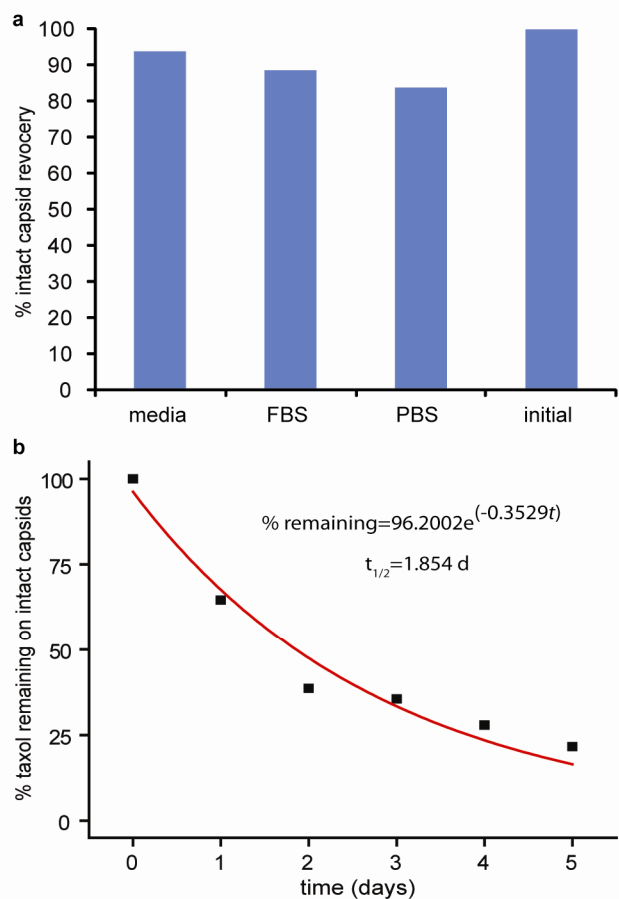 a
% intact capsid revocery
100
90
80
70
60
50
40
30
20
10
0
media FBS PBS initial
b
% taxol remaining on intact capsids
100
75
50
25
0
% remaining=96.2002e(-0.3529t)
t1/2=1.854 d
0 1 2 3 4 5
time (days)